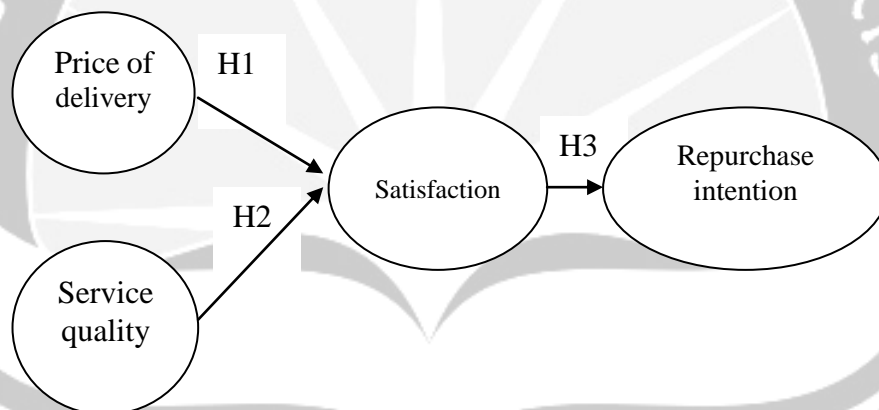 Price of
delivery
H1
H3
Repurchase
intention
Satisfaction
H2
Service
quality